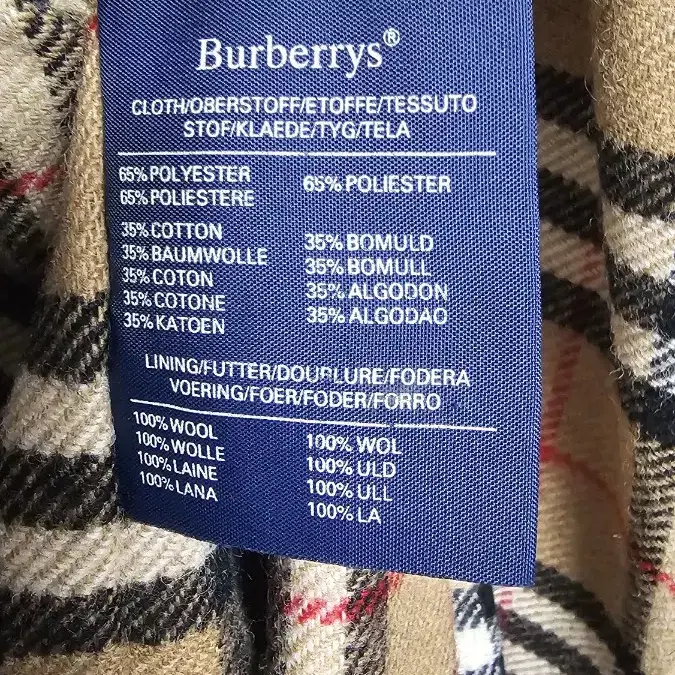 Burberrys®
CLOTH/OBERSTOFF/ETOFFE/TESSUTO
STOF/KLAEDE/TYG/TELA
65% POLYESTER
65% POLIESTERE
65% POLIESTER
35% COTTON
35% BAUMWOLLE
35% COTON
35% COTONE
35% KATOEN
35% BOMULD
35% BOMULL
35% ALGODON
35% ALGODAO
LINING/FUTTER/DOUPLURE/FODERA
VOERING/FOER/FODER/FORRO
100% WOOL
100% WOLLE
100% LAINE
100% LANA
100% WOL
100% ULD
100% ULL
100% LA